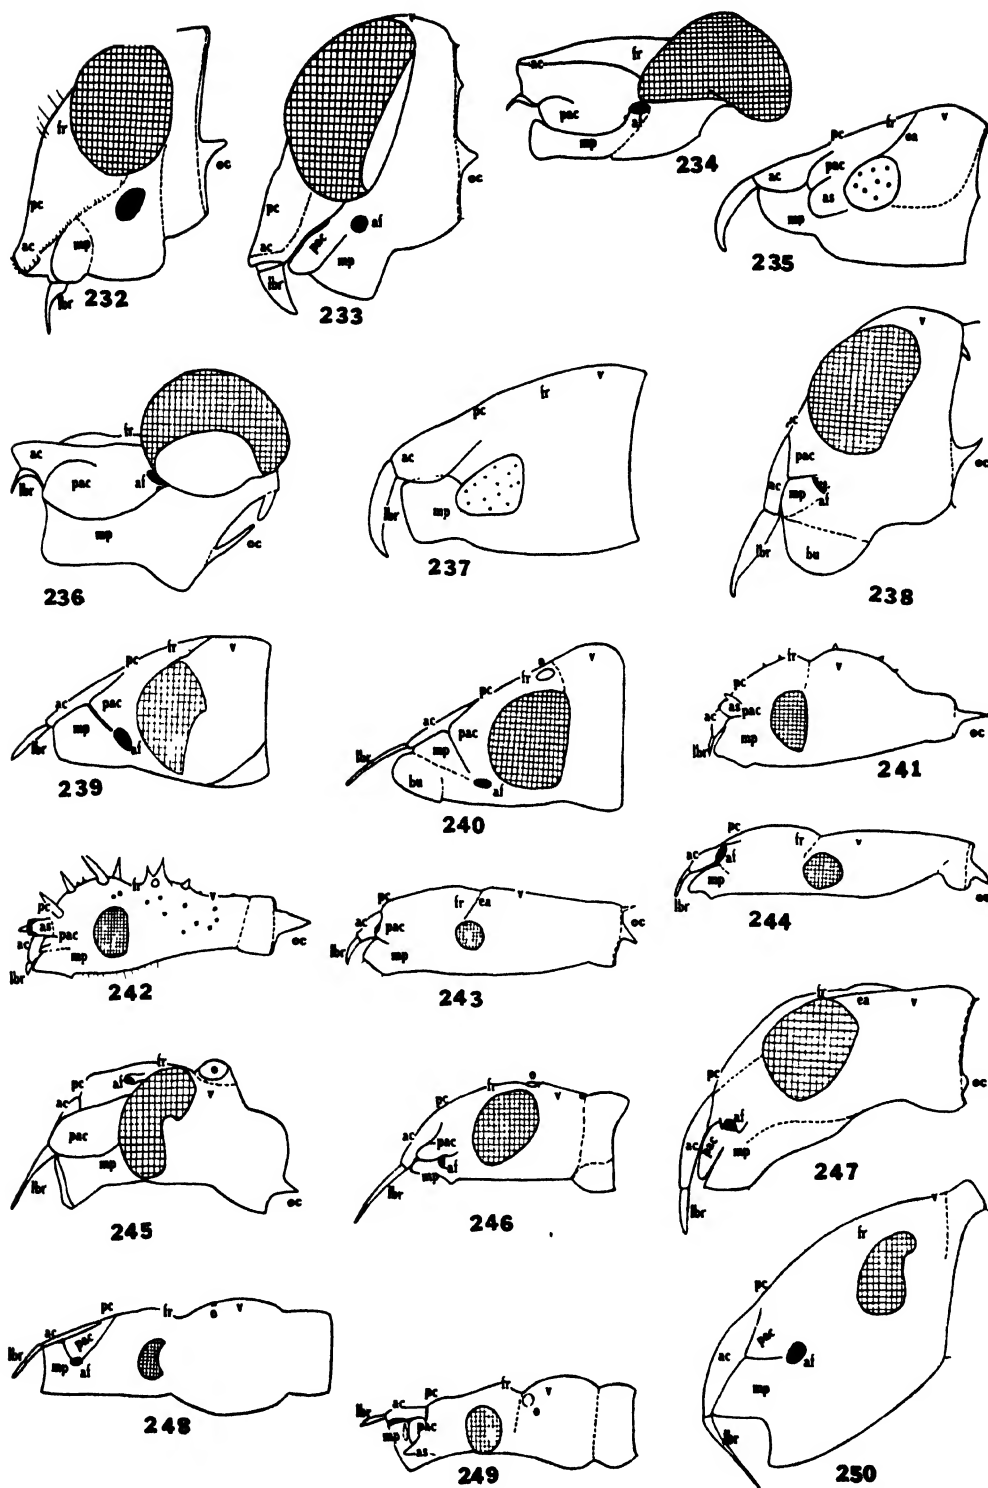 fr
pc
ac
mp
lbr
oc
232
v
pc
ac
pac
af
mp
lbr
oc
233
ac
fr
pac
af
mp
234
pc
fr
ea
v
ac
pac
as
mp
235
fr
ac
pac
af
lbr
mp
oc
236
v
fr
pc
ac
mp
lbr
237
v
pac
ac
mp
af
lbr
bu
oc
238
fr
v
pc
ac
pac
mp
af
lbr
239
o
v
fr
pc
ac
pac
mp
lbr
bu
af
240
fr
v
pc
as
ac
pac
mp
lbr
oc
241
fr
v
pc
as
ac
pac
mp
lbr
oc
242
pc
fr
ea
v
ac
pac
mp
lbr
243
pc
fr
v
ac
af
mp
lbr
oc
244
fr
af
pc
ac
v
pac
mp
lbr
oc
245
o
fr
v
pc
ac
pac
mp
af
lbr
246
fr
ea
v
pc
oc
af
ac
pac
mp
lbr
247
pc
fr
o
v
ac
pac
lbr
mp
af
248
fr
v
pc
ac
lbr
o
mp
pac
as
249
v
fr
pc
pac
ac
af
mp
lbr
250